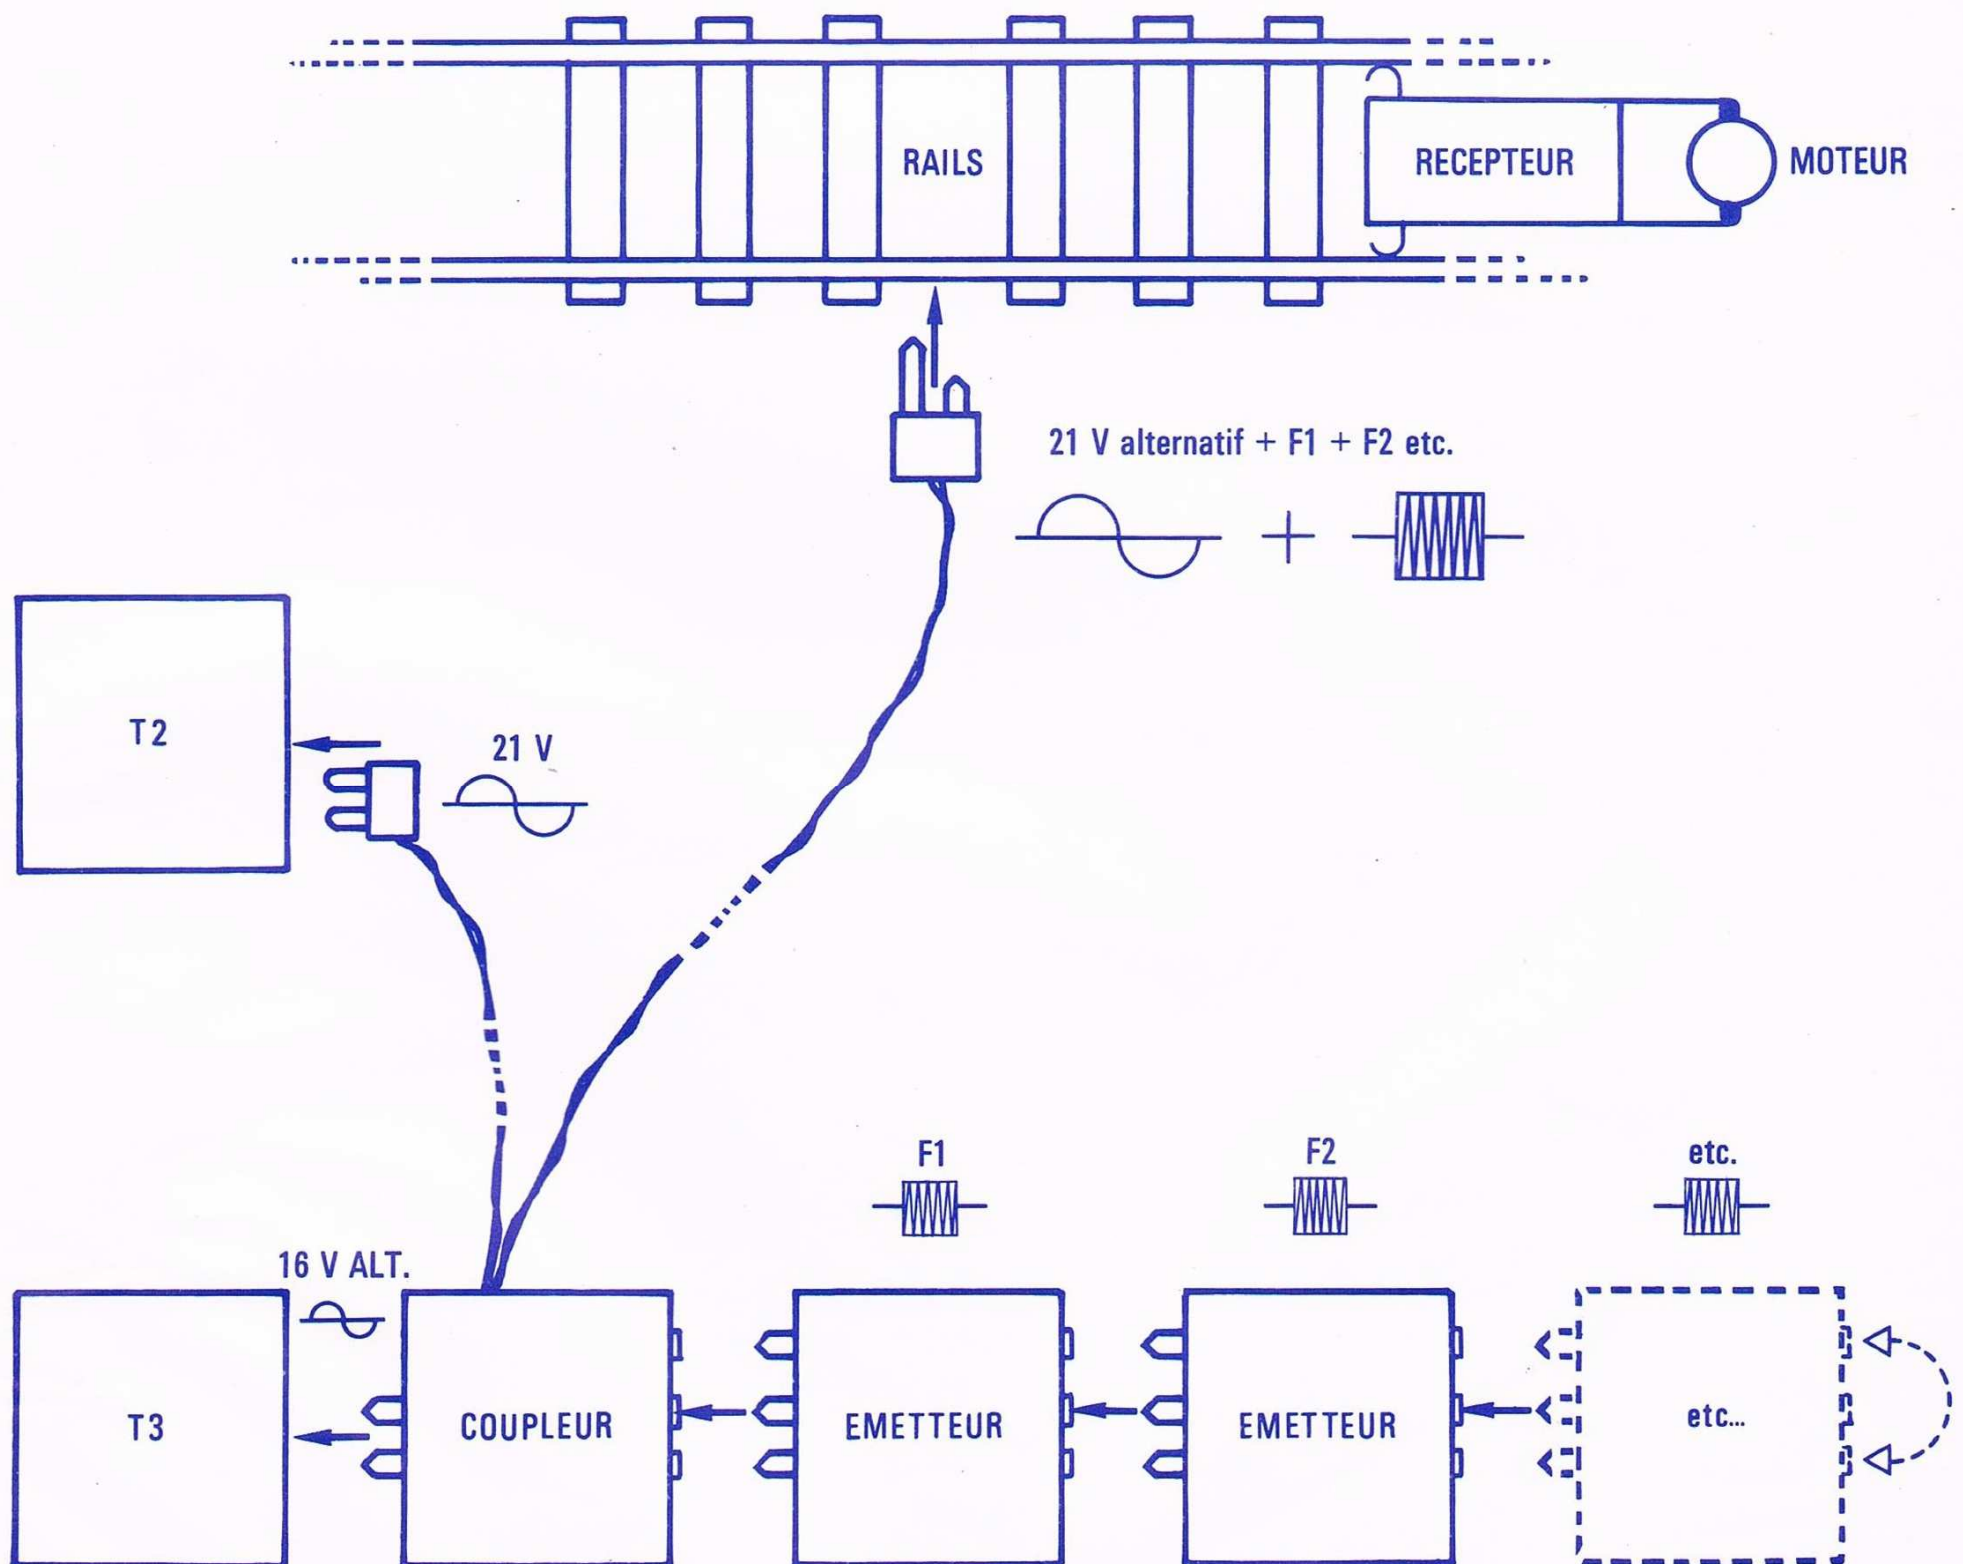 RAILS
RECEPTEUR
MOTEUR
21 V alternatif + F1 + F2 etc.
T2
21 V
F1
F2
etc.
16 V ALT.
T3
COUPLEUR
EMETTEUR
EMETTEUR
etc...